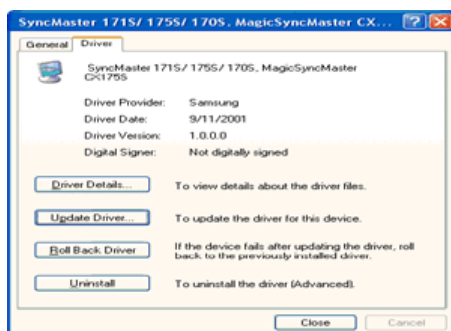 SyncMaster 171S/ 175S/ 170S, MagicSyncMaster CX...
General
Driver
SyncMaster 171S/ 175S/ 170S, MagicSyncMaster
CX175S
Driver Provider: Samsung
Driver Date: 9/11/2001
Driver Version: 1.0.0.0
Digital Signer: Not digitally signed
Driver Details... To view details about the driver files.
Update Driver... To update the driver for this device.
Roll Back Driver If the device fails after updating the driver, roll
back to the previously installed driver.
Uninstall To uninstall the driver (Advanced).
Close
Cancel